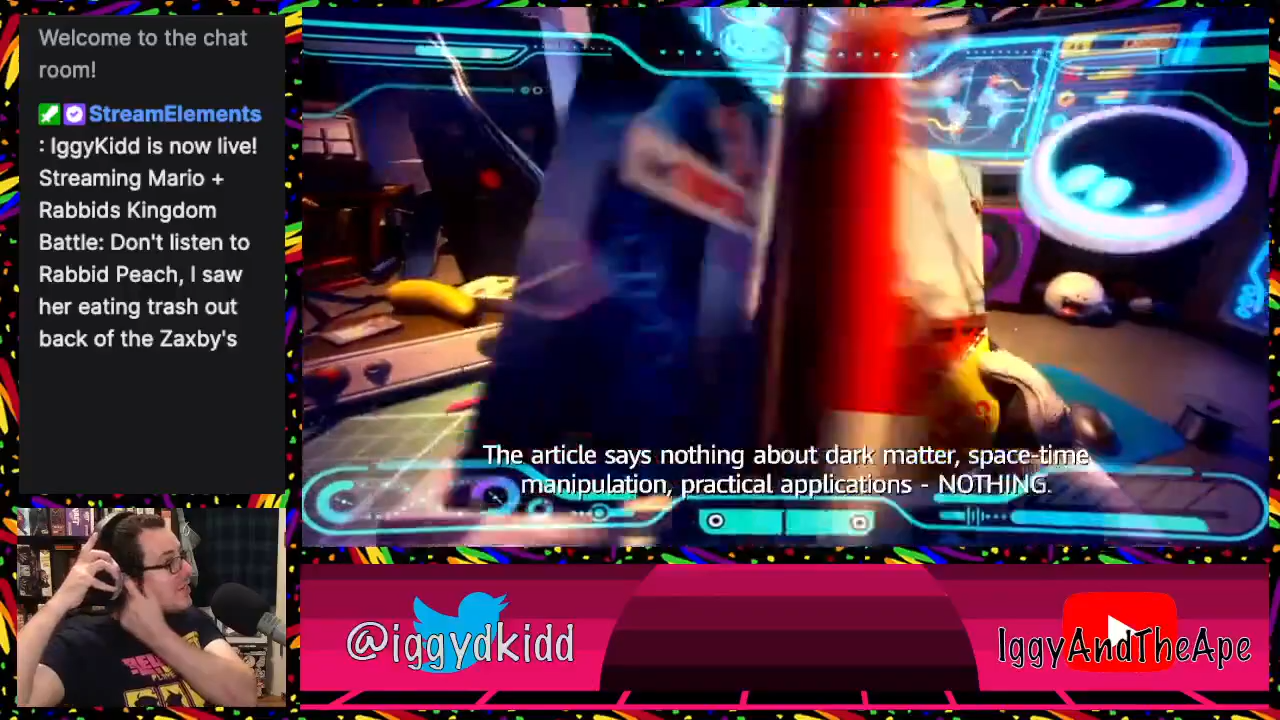 Welcome to the chat
room!
StreamElements
: IggyKidd is now live!
Streaming Mario +
Rabbids Kingdom
Battle: Don't listen to
Rabbid Peach, I saw
her eating trash out
back of the Zaxby's
The article says nothing about dark matter, space-time
manipulation, practical applications - NOTHING.
@iggydkidd
IggyAndTheApe